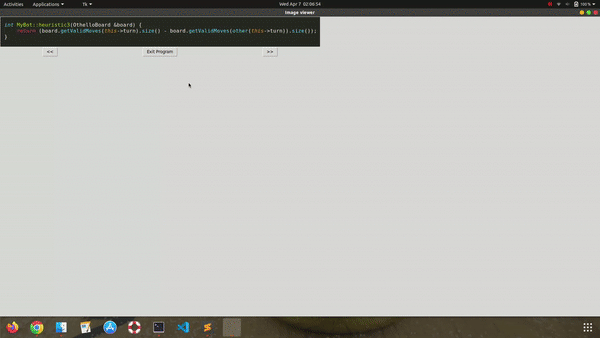 Activities Applications ▾ Tk ▾ Wed Apr 7 02:06:54 100% ▾
Image viewer
int MyBot::heuristic3(OthelloBoard &board) {
return (board.getValidMoves(this->turn).size() - board.getValidMoves(other(this->turn)).size());
}
<< Exit Program >>